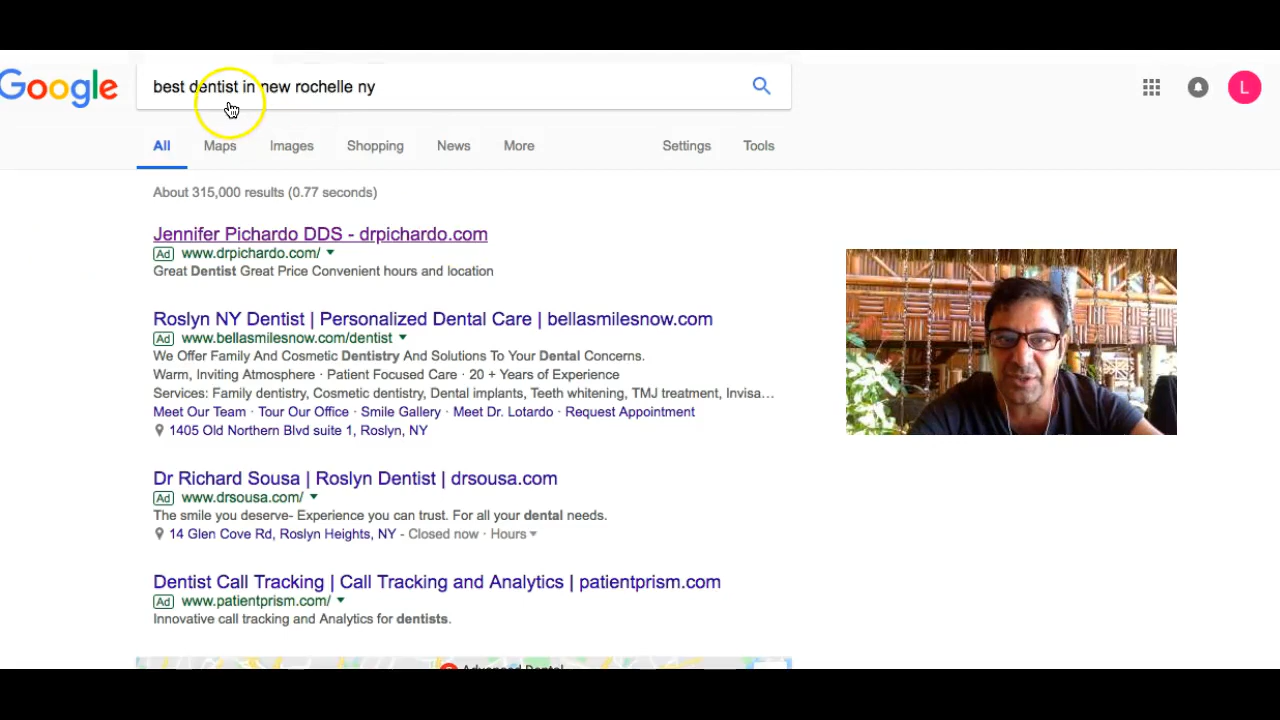 Google
best dentist in new rochelle ny
L
All Maps Images Shopping News More Settings Tools
About 315,000 results (0.77 seconds)
Jennifer Pichardo DDS - drpichardo.com
Ad www.drpichardo.com/
Great Dentist Great Price Convenient hours and location
Roslyn NY Dentist | Personalized Dental Care | bellasmilesnow.com
Ad www.bellasmilesnow.com/dentist
We Offer Family And Cosmetic Dentistry And Solutions To Your Dental Concerns.
Warm, Inviting Atmosphere · Patient Focused Care · 20 + Years of Experience
Services: Family dentistry, Cosmetic dentistry, Dental implants, Teeth whitening, TMJ treatment, Invisa…
Meet Our Team · Tour Our Office · Smile Gallery · Meet Dr. Lotardo · Request Appointment
1405 Old Northern Blvd suite 1, Roslyn, NY
Dr Richard Sousa | Roslyn Dentist | drsousa.com
Ad www.drsousa.com/
The smile you deserve- Experience you can trust. For all your dental needs.
14 Glen Cove Rd, Roslyn Heights, NY - Closed now · Hours
Dentist Call Tracking | Call Tracking and Analytics | patientprism.com
Ad www.patientprism.com/
Innovative call tracking and Analytics for dentists.
Advanced Dental